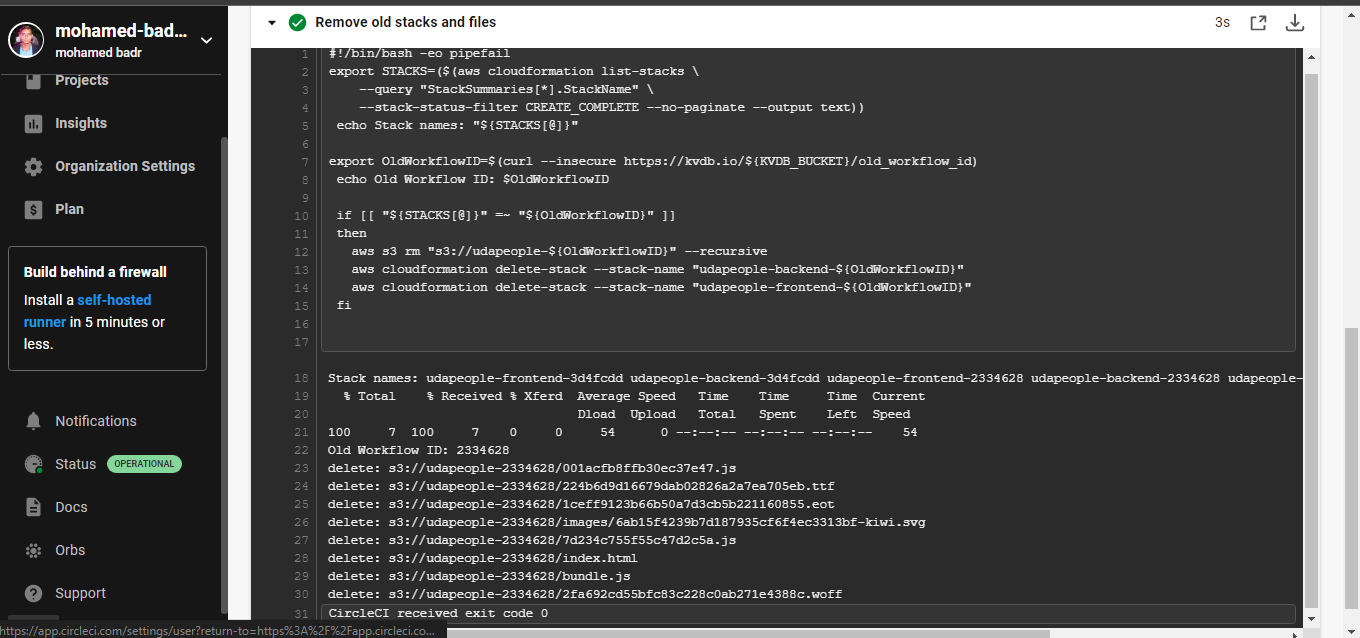 mohamed-bad...
mohamed badr
Projects
Insights
Organization Settings
Plan
Build behind a firewall
Install a self-hosted
runner in 5 minutes or
less.
Notifications
Status OPERATIONAL
Docs
Orbs
Support
https://app.circleci.com/settings/user?return-to=https%3A%2F%2Fapp.circleci.co...
Remove old stacks and files 3s
1 #!/bin/bash -eo pipefail
2 export STACKS=($(aws cloudformation list-stacks \
3 --query "StackSummaries[*].StackName" \
4 --stack-status-filter CREATE_COMPLETE --no-paginate --output text))
5 echo Stack names: "${STACKS[@]}"
6
7 export OldWorkflowID=$(curl --insecure https://kvdb.io/${KVDB_BUCKET}/old_workflow_id)
8 echo Old Workflow ID: $OldWorkflowID
9
10 if [[ "${STACKS[@]}" =~ "${OldWorkflowID}" ]]
11 then
12 aws s3 rm "s3://udapeople-${OldWorkflowID}" --recursive
13 aws cloudformation delete-stack --stack-name "udapeople-backend-${OldWorkflowID}"
14 aws cloudformation delete-stack --stack-name "udapeople-frontend-${OldWorkflowID}"
15 fi
16
17
18 Stack names: udapeople-frontend-3d4fcdd udapeople-backend-3d4fcdd udapeople-frontend-2334628 udapeople-backend-2334628 udapeople-
19 % Total % Received % Xferd Average Speed Time Time Time Current
20 Dload Upload Total Spent Left Speed
21 100 7 100 7 0 0 54 0 --:--:-- --:--:-- --:--:-- 54
22 Old Workflow ID: 2334628
23 delete: s3://udapeople-2334628/001acfb8ffb30ec37e47.js
24 delete: s3://udapeople-2334628/224b6d9d16679dab02826a2a7ea705eb.ttf
25 delete: s3://udapeople-2334628/1ceff9123b66b50a7d3cb5b221160855.eot
26 delete: s3://udapeople-2334628/images/6ab15f4239b7d187935cf6f4ec3313bf-kiwi.svg
27 delete: s3://udapeople-2334628/7d234c755f55c47d2c5a.js
28 delete: s3://udapeople-2334628/index.html
29 delete: s3://udapeople-2334628/bundle.js
30 delete: s3://udapeople-2334628/2fa692cd55bfc83c228c0ab271e4388c.woff
31 CircleCI received exit code 0